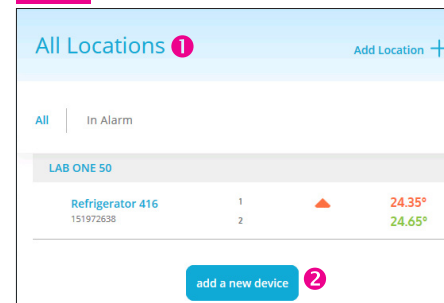 All Locations 1
Add Location +
All In Alarm
LAB ONE 50
Refrigerator 416 1 24.35°
151972638 2 24.65°
add a new device 2